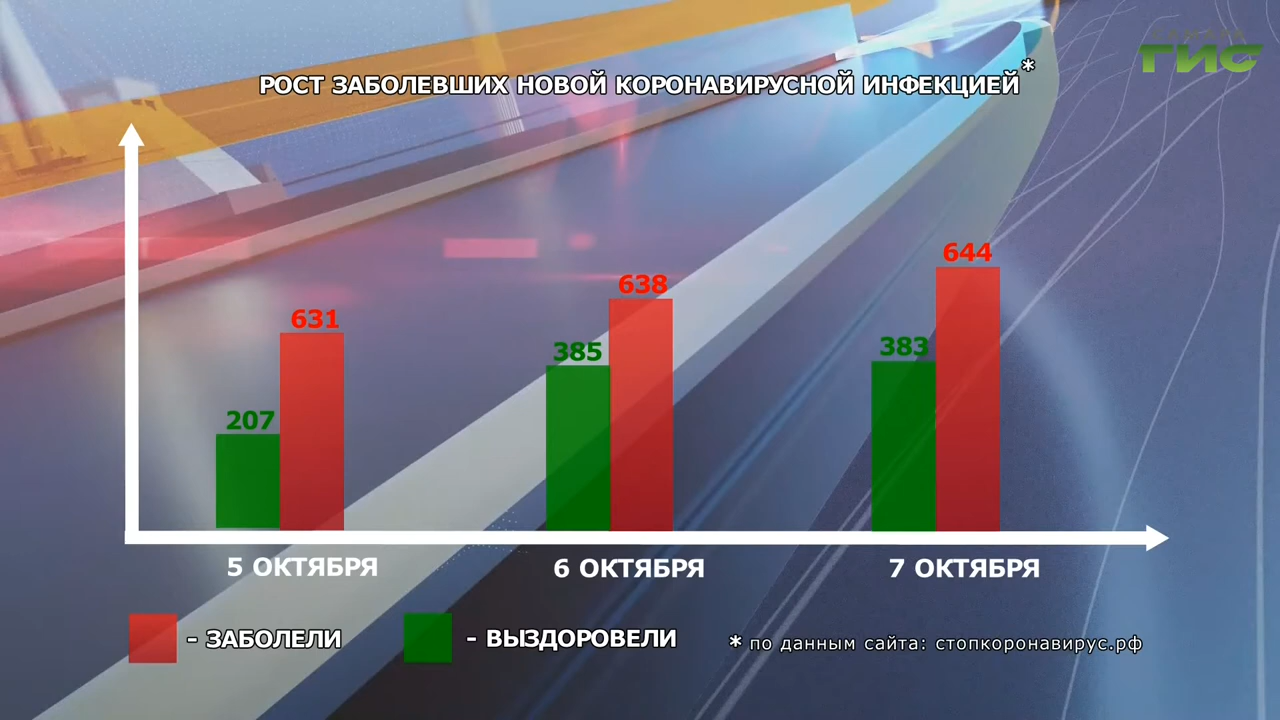 САМАРА
ГИС
РОСТ ЗАБОЛЕВШИХ НОВОЙ КОРОНАВИРУСНОЙ ИНФЕКЦИЕЙ*
644
638
631
383
385
207
5 ОКТЯБРЯ
6 ОКТЯБРЯ
7 ОКТЯБРЯ
- ЗАБОЛЕЛИ
- ВЫЗДОРОВЕЛИ
* по данным сайта: стопкоронавирус.рф